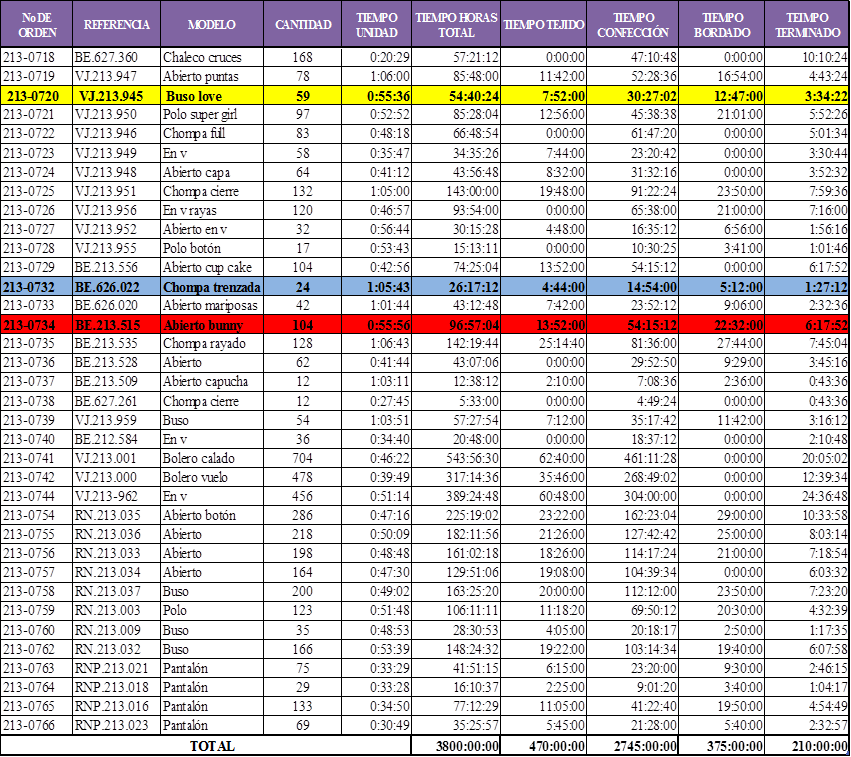 No DE ORDEN REFERENCIA MODELO CANTIDAD TIEMPO UNIDAD TIEMPO HORAS TOTAL TIEMPO TEJIDO TIEMPO CONFECCIÓN TIEMPO BORDADO TEIMPO TERMINADO
213-0718 BE.627.360 Chaleco cruces 168 0:20:29 57:21:12 0:00:00 47:10:48 0:00:00 10:10:24
213-0719 VJ.213.947 Abierto puntas 78 1:06:00 85:48:00 11:42:00 52:28:36 16:54:00 4:43:24
213-0720 VJ.213.945 Buso love 59 0:55:36 54:40:24 7:52:00 30:27:02 12:47:00 3:34:22
213-0721 VJ.213.950 Polo super girl 97 0:52:52 85:28:04 12:56:00 45:38:38 21:01:00 5:52:26
213-0722 VJ.213.946 Chompa full 83 0:48:18 66:48:54 0:00:00 61:47:20 0:00:00 5:01:34
213-0723 VJ.213.949 En v 58 0:35:47 34:35:26 7:44:00 23:20:42 0:00:00 3:30:44
213-0724 VJ.213.948 Abierto capa 64 0:41:12 43:56:48 8:32:00 31:32:16 0:00:00 3:52:32
213-0725 VJ.213.951 Chompa cierre 132 1:05:00 143:00:00 19:48:00 91:22:24 23:50:00 7:59:36
213-0726 VJ.213.956 En v rayas 120 0:46:57 93:54:00 0:00:00 65:38:00 21:00:00 7:16:00
213-0727 VJ.213.952 Abierto en v 32 0:56:44 30:15:28 4:48:00 16:35:12 6:56:00 1:56:16
213-0728 VJ.213.955 Polo botón 17 0:53:43 15:13:11 0:00:00 10:30:25 3:41:00 1:01:46
213-0729 BE.213.556 Abierto cup cake 104 0:42:56 74:25:04 13:52:00 54:15:12 0:00:00 6:17:52
213-0732 BE.626.022 Chompa trenzada 24 1:05:43 26:17:12 4:44:00 14:54:00 5:12:00 1:27:12
213-0733 BE.626.020 Abierto mariposas 42 1:01:44 43:12:48 7:42:00 23:52:12 9:06:00 2:32:36
213-0734 BE.213.515 Abierto bunny 104 0:55:56 96:57:04 13:52:00 54:15:12 22:32:00 6:17:52
213-0735 BE.213.535 Chompa rayado 128 1:06:43 142:19:44 25:14:40 81:36:00 27:44:00 7:45:04
213-0736 BE.213.528 Abierto 62 0:41:44 43:07:06 0:00:00 29:52:50 9:29:00 3:45:16
213-0737 BE.213.509 Abierto capucha 12 1:03:11 12:38:12 2:10:00 7:08:36 2:36:00 0:43:36
213-0738 BE.627.261 Chompa cierre 12 0:27:45 5:33:00 0:00:00 4:49:24 0:00:00 0:43:36
213-0739 VJ.213.959 Buso 54 1:03:51 57:27:54 7:12:00 35:17:42 11:42:00 3:16:12
213-0740 BE.212.584 En v 36 0:34:40 20:48:00 0:00:00 18:37:12 0:00:00 2:10:48
213-0741 VJ.213.001 Bolero calado 704 0:46:22 543:56:30 62:40:00 461:11:28 0:00:00 20:05:02
213-0742 VJ.213.000 Bolero vuelo 478 0:39:49 317:14:36 35:46:00 268:49:02 0:00:00 12:39:34
213-0744 VJ.213-962 En v 456 0:51:14 389:24:48 60:48:00 304:00:00 0:00:00 24:36:48
213-0754 RN.213.035 Abierto botón 286 0:47:16 225:19:02 23:22:00 162:23:04 29:00:00 10:33:58
213-0755 RN.213.036 Abierto 218 0:50:09 182:11:56 21:26:00 127:42:42 25:00:00 8:03:14
213-0756 RN.213.033 Abierto 198 0:48:48 161:02:18 18:26:00 114:17:24 21:00:00 7:18:54
213-0757 RN.213.034 Abierto 164 0:47:30 129:51:06 19:08:00 104:39:34 0:00:00 6:03:32
213-0758 RN.213.037 Buso 200 0:49:02 163:25:20 20:00:00 112:12:00 23:50:00 7:23:20
213-0759 RN.213.003 Polo 123 0:51:48 106:11:11 11:18:20 69:50:12 20:30:00 4:32:39
213-0760 RN.213.009 Buso 35 0:48:53 28:30:53 4:05:00 20:18:17 2:50:00 1:17:35
213-0762 RN.213.032 Buso 166 0:53:39 148:24:32 19:22:00 103:14:34 19:40:00 6:07:58
213-0763 RNP.213.021 Pantalón 75 0:33:29 41:51:15 6:15:00 23:20:00 9:30:00 2:46:15
213-0764 RNP.213.018 Pantalón 29 0:33:28 16:10:37 2:25:00 9:01:20 3:40:00 1:04:17
213-0765 RNP.213.016 Pantalón 133 0:34:50 77:12:29 11:05:00 41:22:40 19:50:00 4:54:49
213-0766 RNP.213.023 Pantalón 69 0:30:49 35:25:57 5:45:00 21:28:00 5:40:00 2:32:57
TOTAL 3800:00:00 470:00:00 2745:00:00 375:00:00 210:00:00